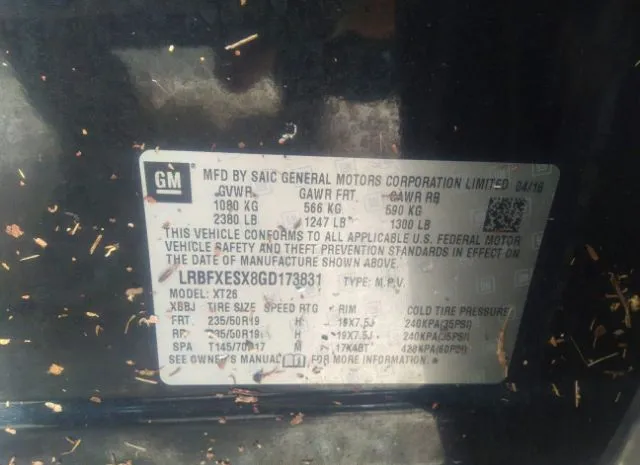 GM
MFD BY SAIC GENERAL MOTORS CORPORATION LIMITED 04/16
GVWR GAWR FRT GAWR RR
1080 KG 566 KG 590 KG
2380 LB 1247 LB 1300 LB
THIS VEHICLE CONFORMS TO ALL APPLICABLE U.S. FEDERAL MOTOR
VEHICLE SAFETY AND THEFT PREVENTION STANDARDS IN EFFECT ON
THE DATE OF MANUFACTURE SHOWN ABOVE.
LRBFXESX8GD173831 TYPE: M.P.V.
MODEL: XT26
XBBJ TIRE SIZE SPEED RTG RIM COLD TIRE PRESSURE
FRT 235/50R19 H 19X7.5J 240KPA(35PSI)
RR 235/50R19 H 19X7.5J 240KPA(35PSI)
SPA T145/70R17 M 17X4BT 420KPA(60PSI)
SEE OWNER'S MANUAL FOR MORE INFORMATION